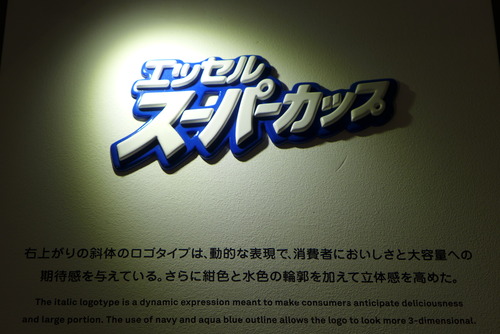 エッセル
スーパーカップ
右上がりの斜体のロゴタイプは、動的な表現で、消費者においしさと大容量への
期待感を与えている。さらに紺色と水色の輪郭を加えて立体感を高めた。
The italic logotype is a dynamic expression meant to make consumers anticipate deliciousness
and large portion. The use of navy and aqua blue outline allows the logo to look more 3-dimensional.